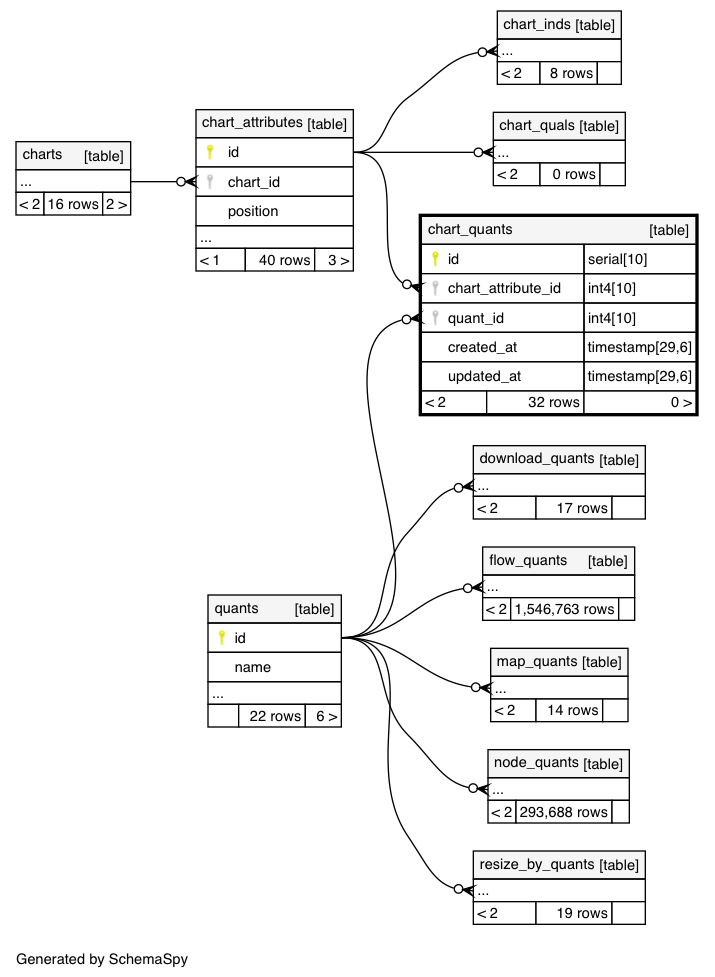 chart_inds [table]
...
< 2 8 rows
chart_attributes [table]
id
chart_id
position
...
< 1 40 rows 3 >
chart_quals [table]
...
< 2 0 rows
charts [table]
...
< 2 16 rows 2 >
chart_quants [table]
id serial[10]
chart_attribute_id int4[10]
quant_id int4[10]
created_at timestamp[29,6]
updated_at timestamp[29,6]
< 2 32 rows 0 >
download_quants [table]
...
< 2 17 rows
flow_quants [table]
...
< 2 1,546,763 rows
quants [table]
id
name
...
22 rows 6 >
map_quants [table]
...
< 2 14 rows
node_quants [table]
...
< 2 293,688 rows
resize_by_quants [table]
...
< 2 19 rows
Generated by SchemaSpy